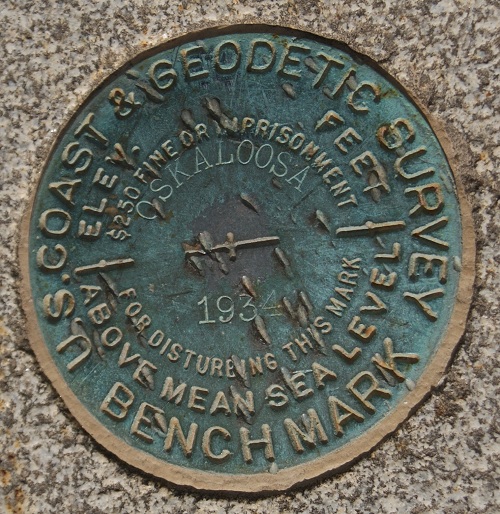 U.S. COAST & GEODETIC SURVEY
BENCH MARK
ELEV. FEET
ABOVE MEAN SEA LEVEL
$250 FINE OR IMPRISONMENT
FOR DISTURBING THIS MARK
OSKALOOSA
1934